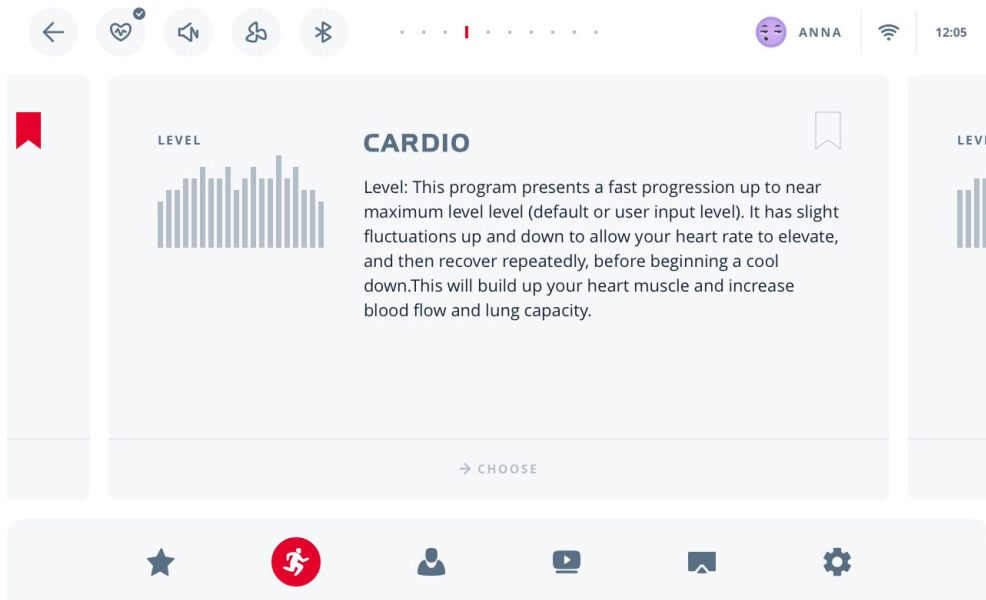 ANNA
12:05
LEVEL
CARDIO
Level: This program presents a fast progression up to near
maximum level level (default or user input level). It has slight
fluctuations up and down to allow your heart rate to elevate,
and then recover repeatedly, before beginning a cool
down.This will build up your heart muscle and increase
blood flow and lung capacity.
CHOOSE
LEV